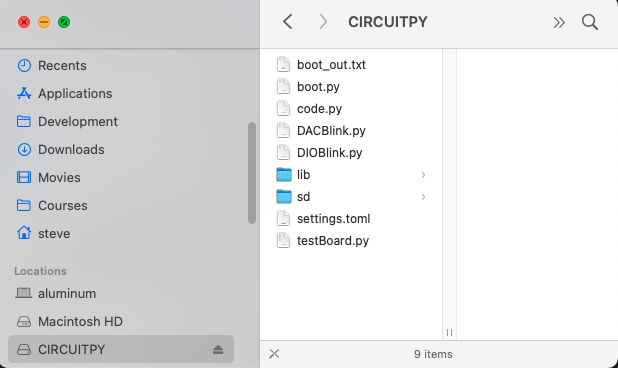 Recents
Applications
Development
Downloads
Movies
Courses
steve
Locations
aluminum
Macintosh HD
CIRCUITPY
CIRCUITPY
boot_out.txt
boot.py
code.py
DACBlink.py
DIOBlink.py
lib
sd
settings.toml
testBoard.py
9 items